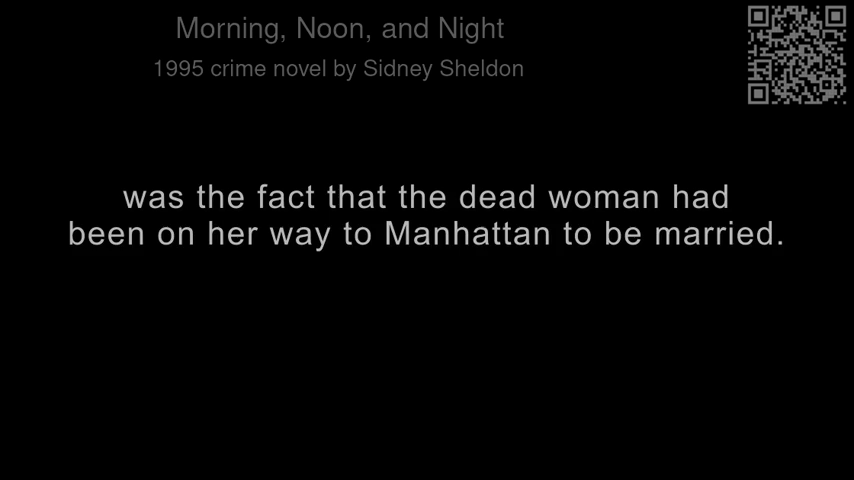 Morning, Noon, and Night
1995 crime novel by Sidney Sheldon
was the fact that the dead woman had
been on her way to Manhattan to be married.